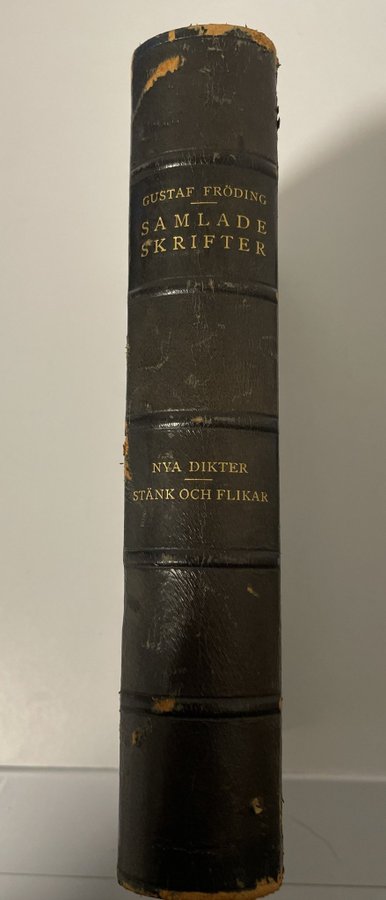 GUSTAF FRÖDING
SAMLADE
SKRIFTER
NYA DIKTER
STÄNK OCH FLIKAR